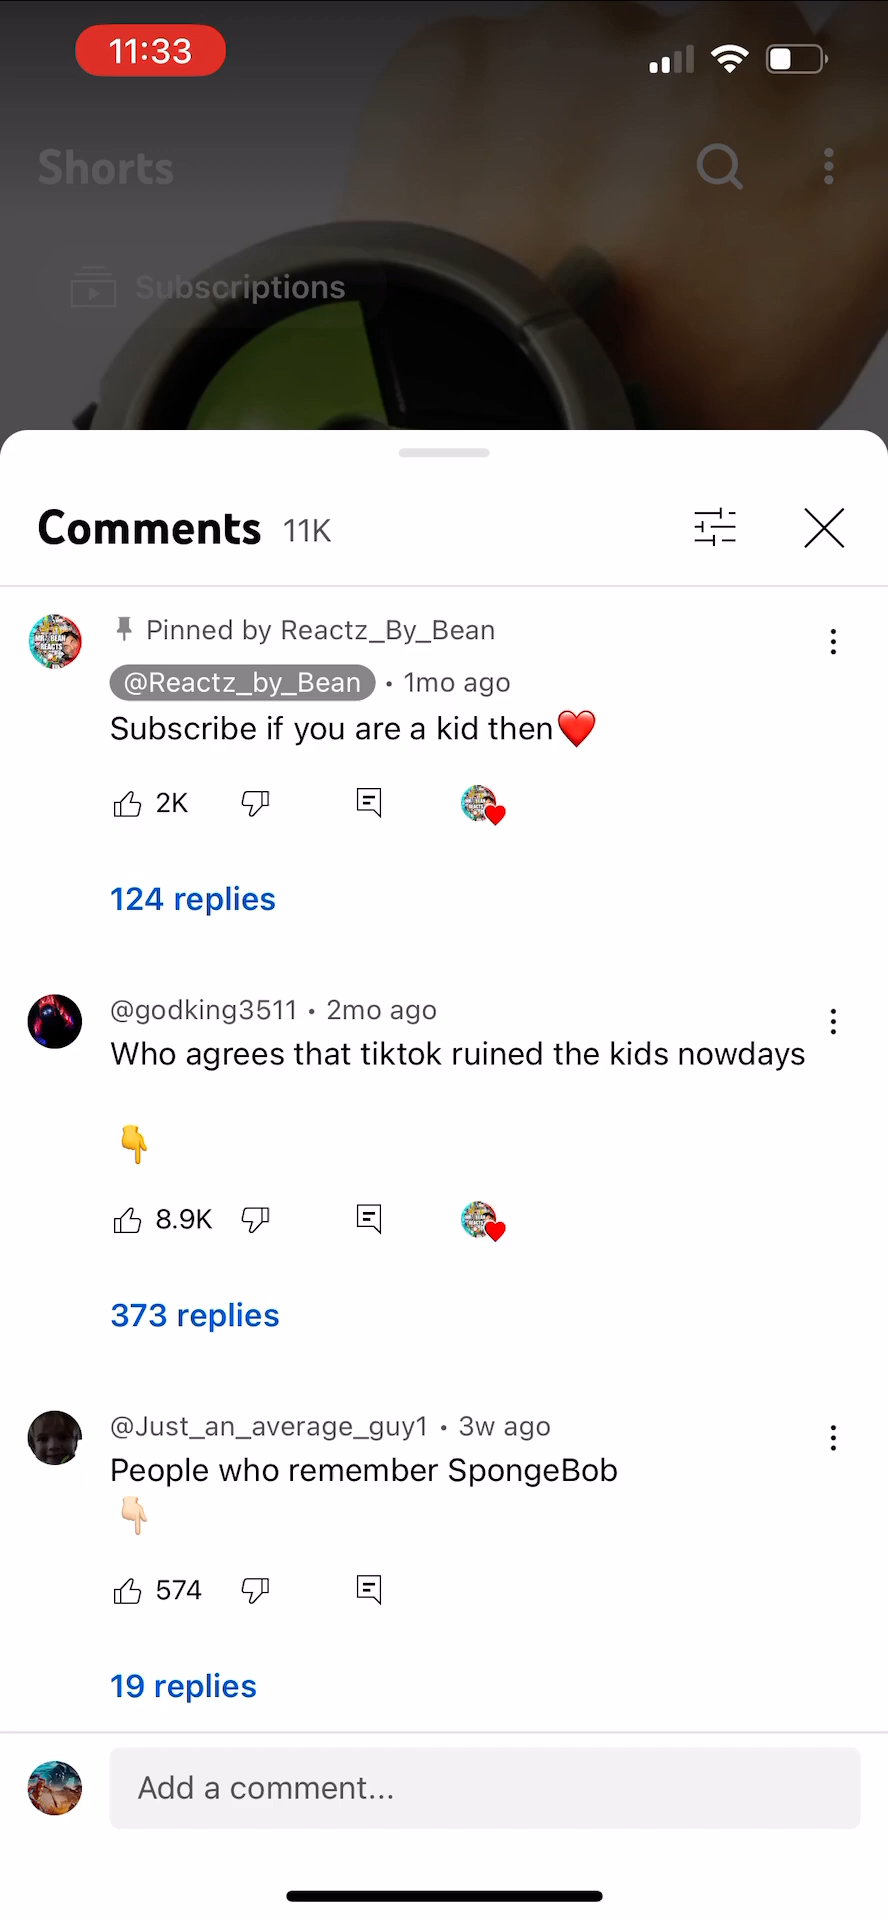 11:33
Shorts
Subscriptions
Comments 11K
Pinned by Reactz_By_Bean
@Reactz_by_Bean • 1mo ago
Subscribe if you are a kid then❤️
2K
124 replies
@godking3511 • 2mo ago
Who agrees that tiktok ruined the kids nowdays
👇
8.9K
373 replies
@Just_an_average_guy1 • 3w ago
People who remember SpongeBob
👇🏻
574
19 replies
Add a comment...